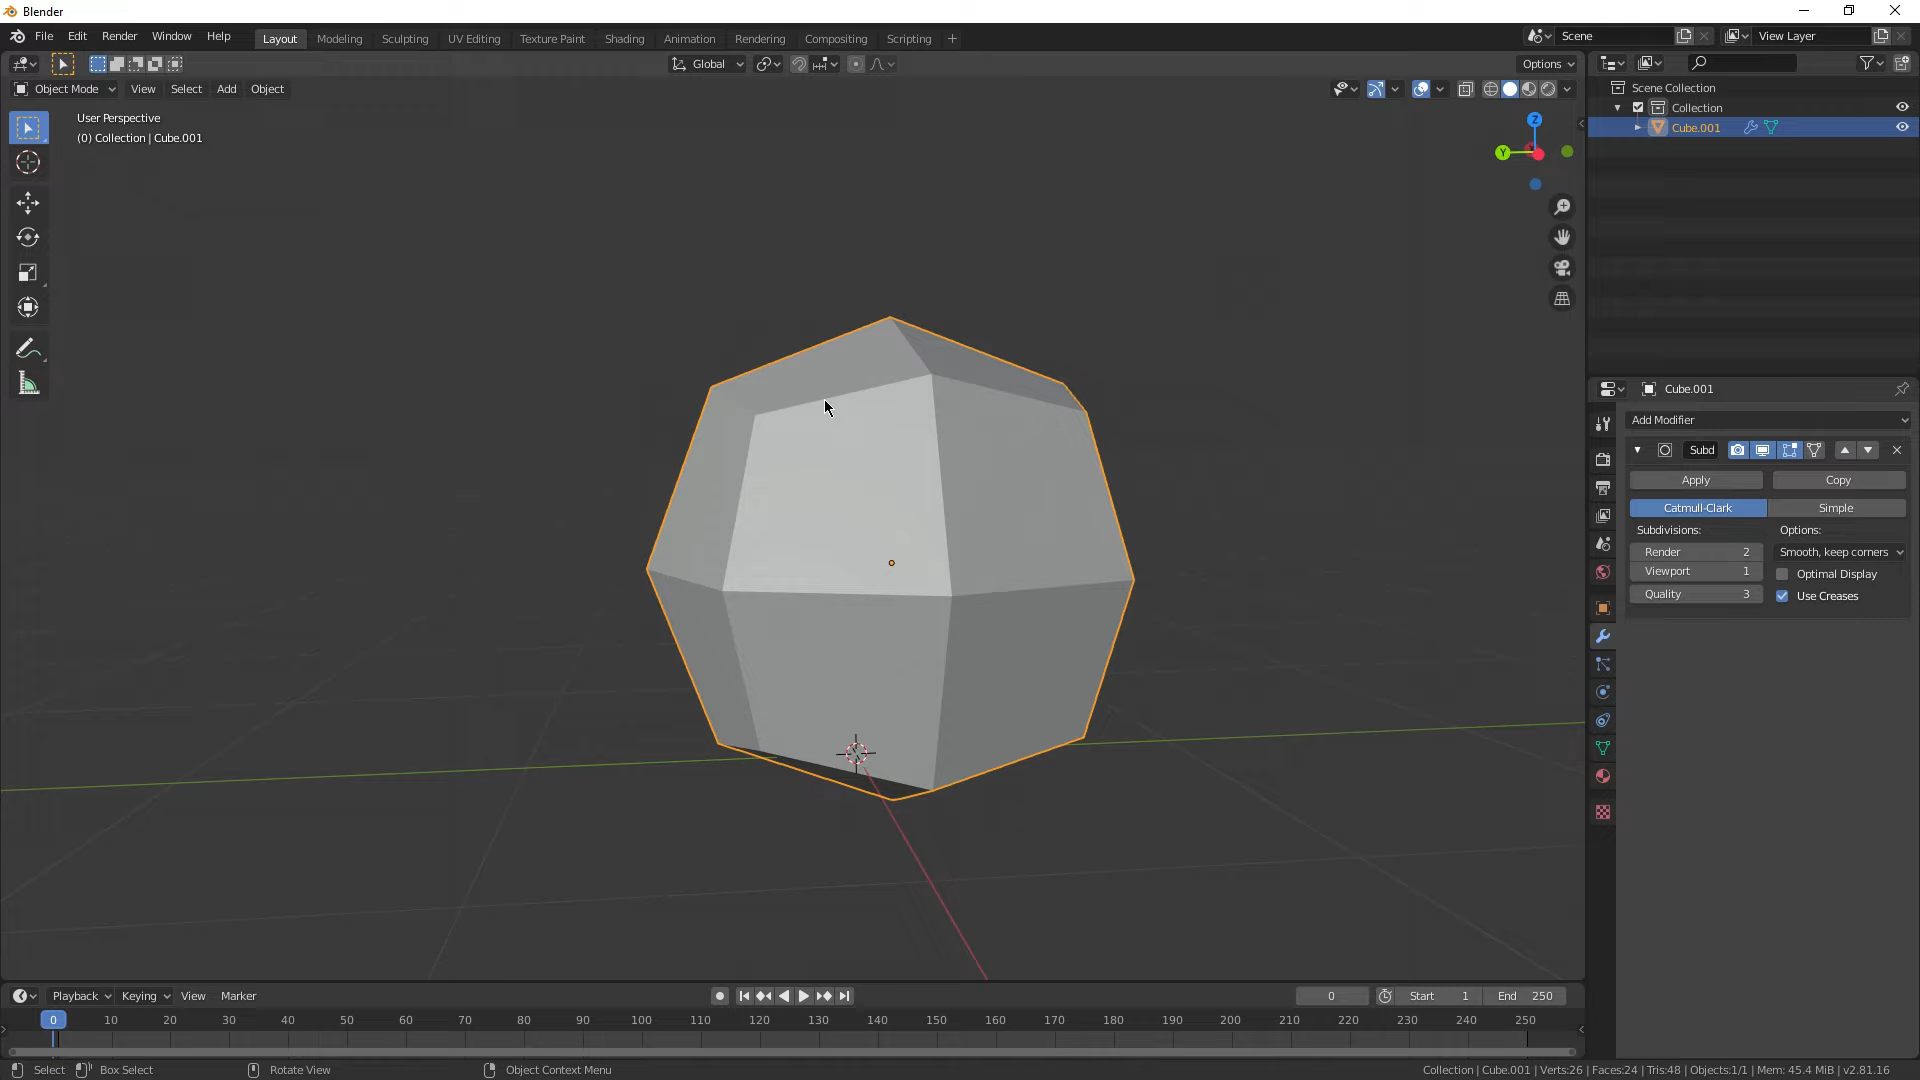 Blender
File Edit Render Window Help Layout Modeling Sculpting UV Editing Texture Paint Shading Animation Rendering Compositing Scripting + Scene View Layer
Global Options
Object Mode View Select Add Object
User Perspective
(0) Collection | Cube.001
Z
Y
Scene Collection
Collection
Cube.001
Cube.001
Add Modifier
Subd
Apply Copy
Catmull-Clark Simple
Subdivisions: Options:
Render 2 Smooth, keep corners
Viewport 1 Optimal Display
Quality 3 Use Creases
Playback Keying View Marker 0 Start 1 End 250
0 10 20 30 40 50 60 70 80 90 100 110 120 130 140 150 160 170 180 190 200 210 220 230 240 250
Select Box Select Rotate View Object Context Menu Collection | Cube.001 | Verts:26 | Faces:24 | Tris:48 | Objects:1/1 | Mem: 45.4 MiB | v2.81.16